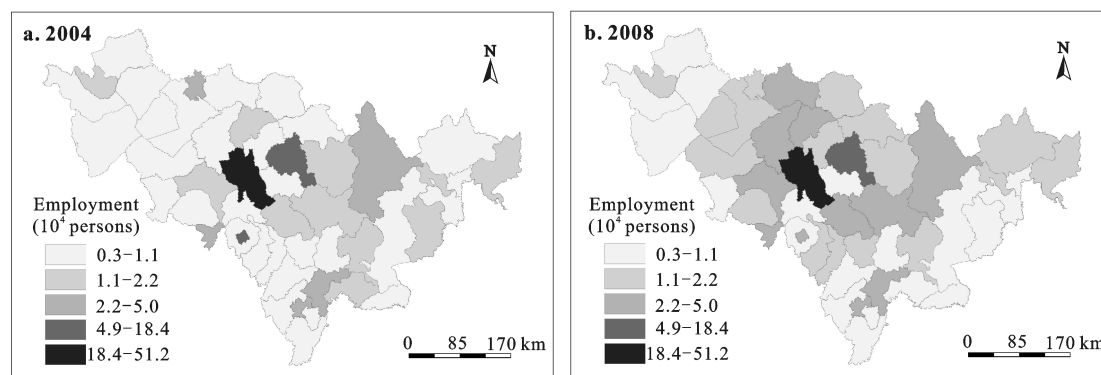 a. 2004
N
Employment
(10⁴ persons)
0.3−1.1
1.1−2.2
2.2−5.0
4.9−18.4
18.4−51.2
0 85 170 km
b. 2008
N
Employment
(10⁴ persons)
0.3−1.1
1.1−2.2
2.2−5.0
4.9−18.4
18.4−51.2
0 85 170 km